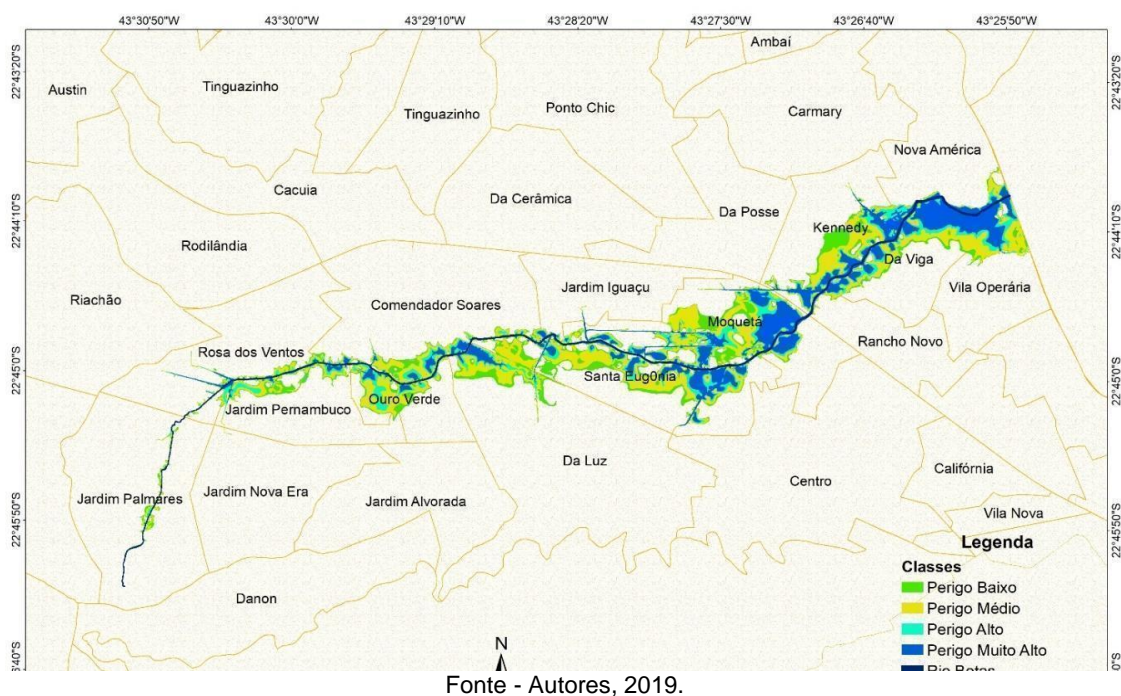 43°30'50"W 43°30'0"W 43°29'10"W 43°28'20"W 43°27'30"W 43°26'40"W 43°25'50"W
22°43'20"S
22°43'20"S
Ambaí
Austin
Tinguazinho
Tinguazinho
Ponto Chic
Carmary
Nova América
Cacuia
Da Cerâmica
Da Posse
22°44'10"S
22°44'10"S
Kennedy
Rodilândia
Da Viga
Vila Operária
Riachão
Comendador Soares
Jardim Iguaçu
Moquetá
Rancho Novo
22°45'0"S
22°45'0"S
Rosa dos Ventos
Santa Eug0nia
Jardim Pernambuco
Ouro Verde
Da Luz
Centro
Califórnia
Jardim Palmares
Jardim Nova Era
Jardim Alvorada
Vila Nova
22°45'50"S
22°45'50"S
Danon
Legenda
Classes
Perigo Baixo
Perigo Médio
Perigo Alto
Perigo Muito Alto
Rio Botas
N
6'40"S
0"S
Fonte - Autores, 2019.